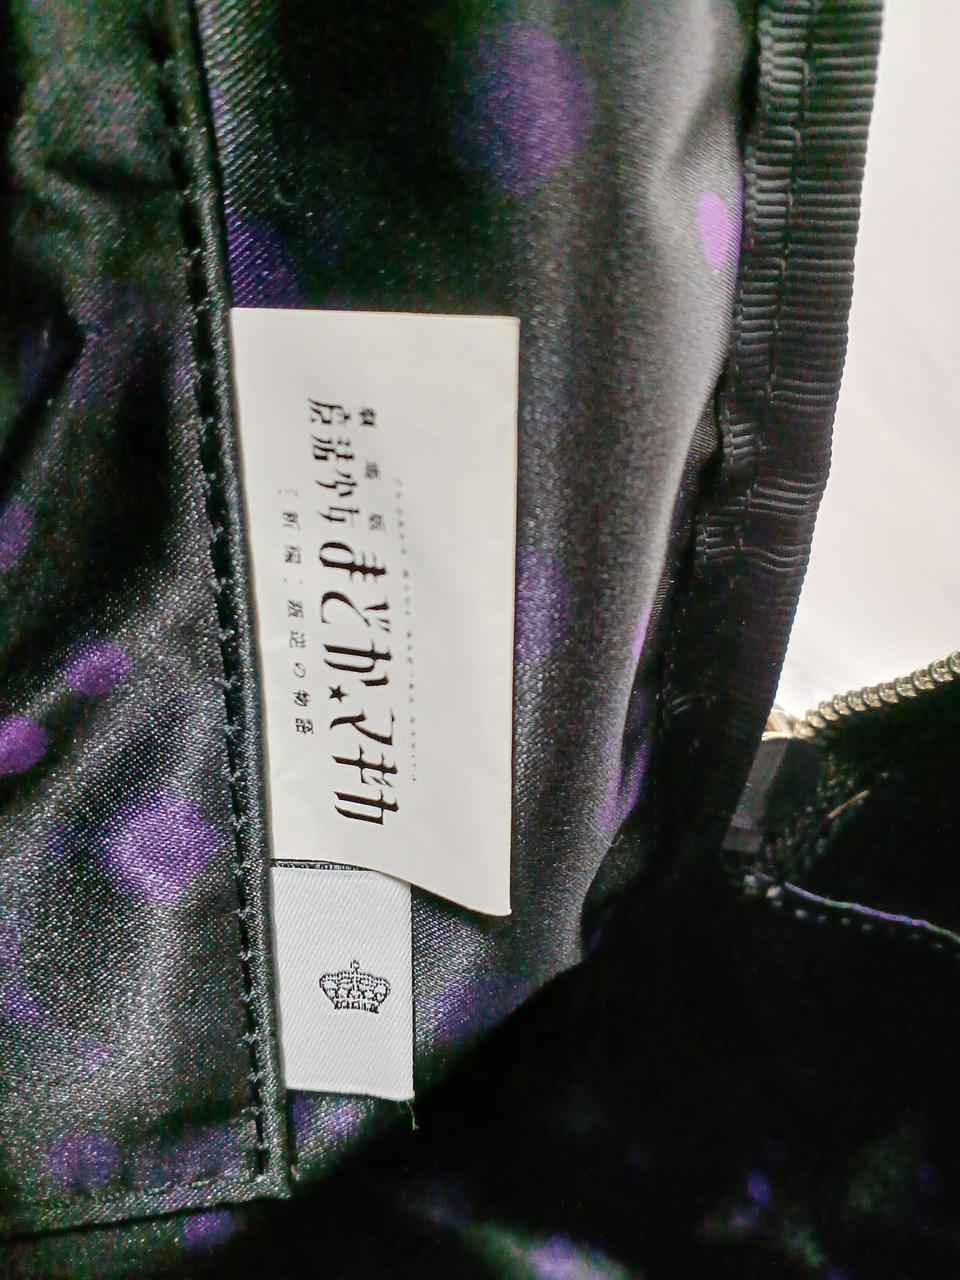 劇場版
魔法少女まどか★マギカ
[新編]叛逆の物語